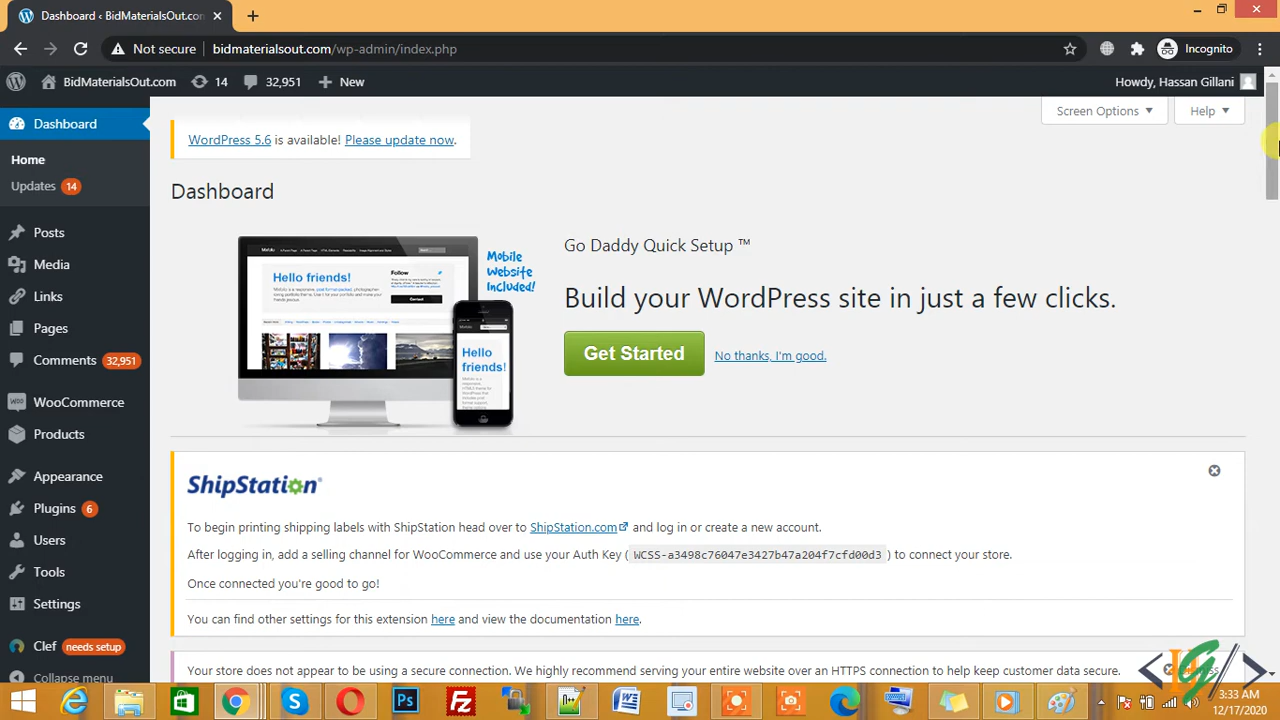 Dashboard ‹ BidMaterialsOut.com
Not secure bidmaterialsout.com/wp-admin/index.php Incognito
BidMaterialsOut.com 14 32,951 New Howdy, Hassan Gillani
Dashboard
Home
Updates 14
Posts
Media
Links
Pages
Comments 32,951
WooCommerce
Products
Appearance
Plugins 6
Users
Tools
Settings
Clef needs setup
Collapse menu
Screen Options Help
WordPress 5.6 is available! Please update now.
Dashboard
Hello friends!
Follow
Contact
Hello friends!
Mobile
Website
Included!
Go Daddy Quick Setup ™
Build your WordPress site in just a few clicks.
Get Started No thanks, I'm good.
ShipStation
To begin printing shipping labels with ShipStation head over to ShipStation.com and log in or create a new account.
After logging in, add a selling channel for WooCommerce and use your Auth Key ( WCSS-a3498c76047e3427b47a204f7cfd00d3 ) to connect your store.
Once connected you're good to go!
You can find other settings for this extension here and view the documentation here.
Your store does not appear to be using a secure connection. We highly recommend serving your entire website over an HTTPS connection to help keep customer data secure.
3:33 AM
12/17/2020